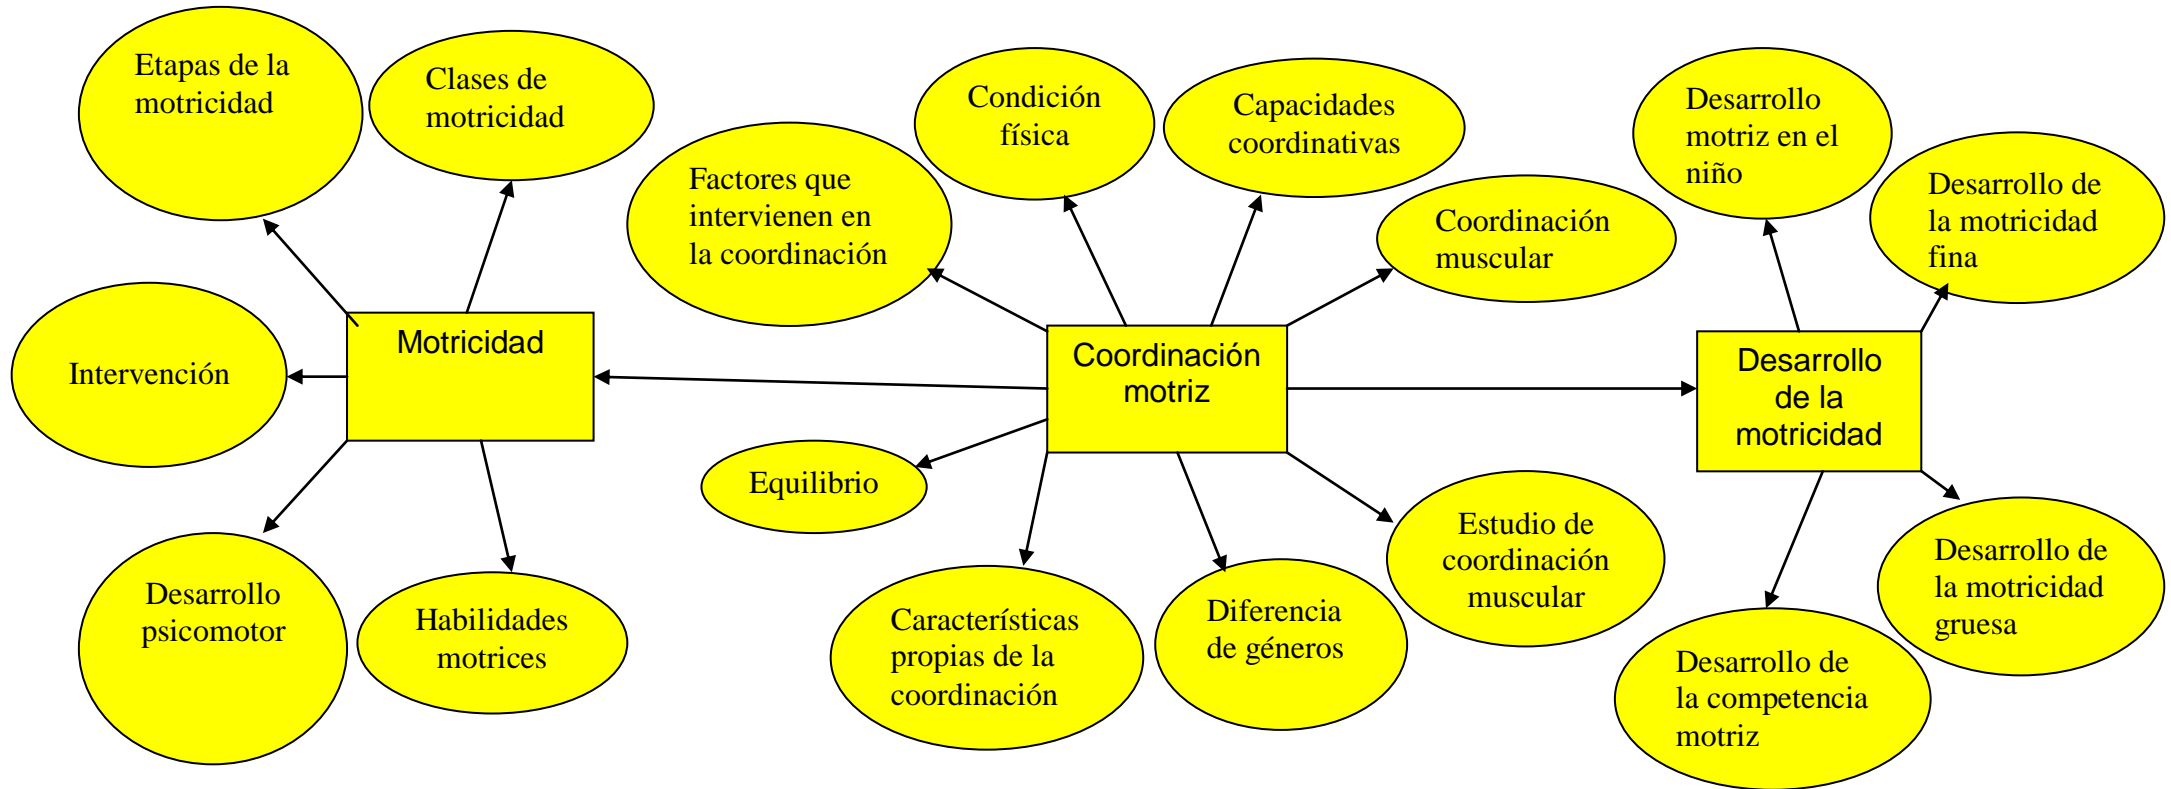 Etapas de la
motricidad
Clases de
motricidad
Condición
física
Capacidades
coordinativas
Desarrollo
motriz en el
niño
Factores que
intervienen en
la coordinación
Coordinación
muscular
Desarrollo de
la motricidad
fina
Intervención
Motricidad
Coordinación
motriz
Desarrollo
de la
motricidad
Equilibrio
Desarrollo
psicomotor
Habilidades
motrices
Características
propias de la
coordinación
Diferencia
de géneros
Estudio de
coordinación
muscular
Desarrollo de
la motricidad
gruesa
Desarrollo de
la competencia
motriz